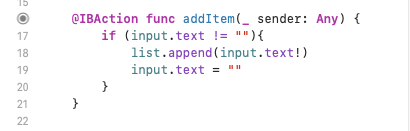 15
@IBAction func addItem(_ sender: Any) {
17 if (input.text != ""){
18 list.append(input.text!)
19 input.text = ""
20 }
21 }
22